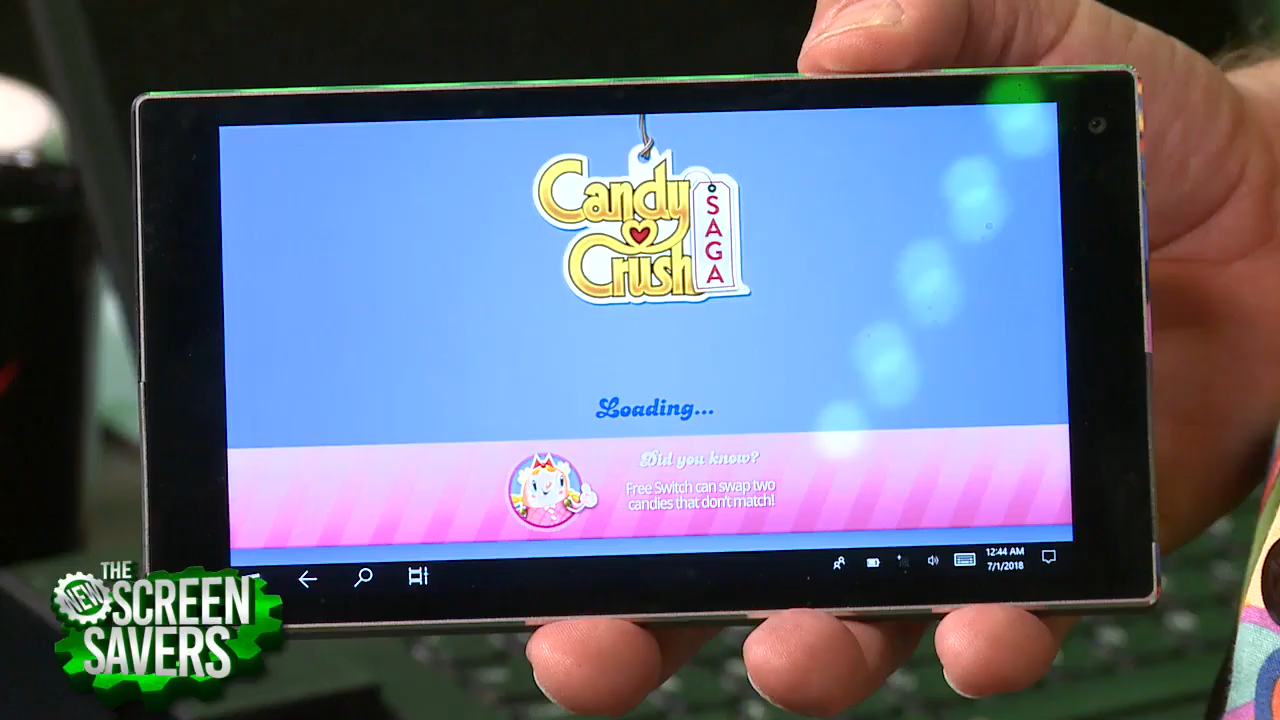 Candy
Crush
SAGA
Loading...
Did you know?
Free Switch can swap two
candies that don't match!
12:44 AM
7/1/2018
THE
NEW SCREEN
SAVERS